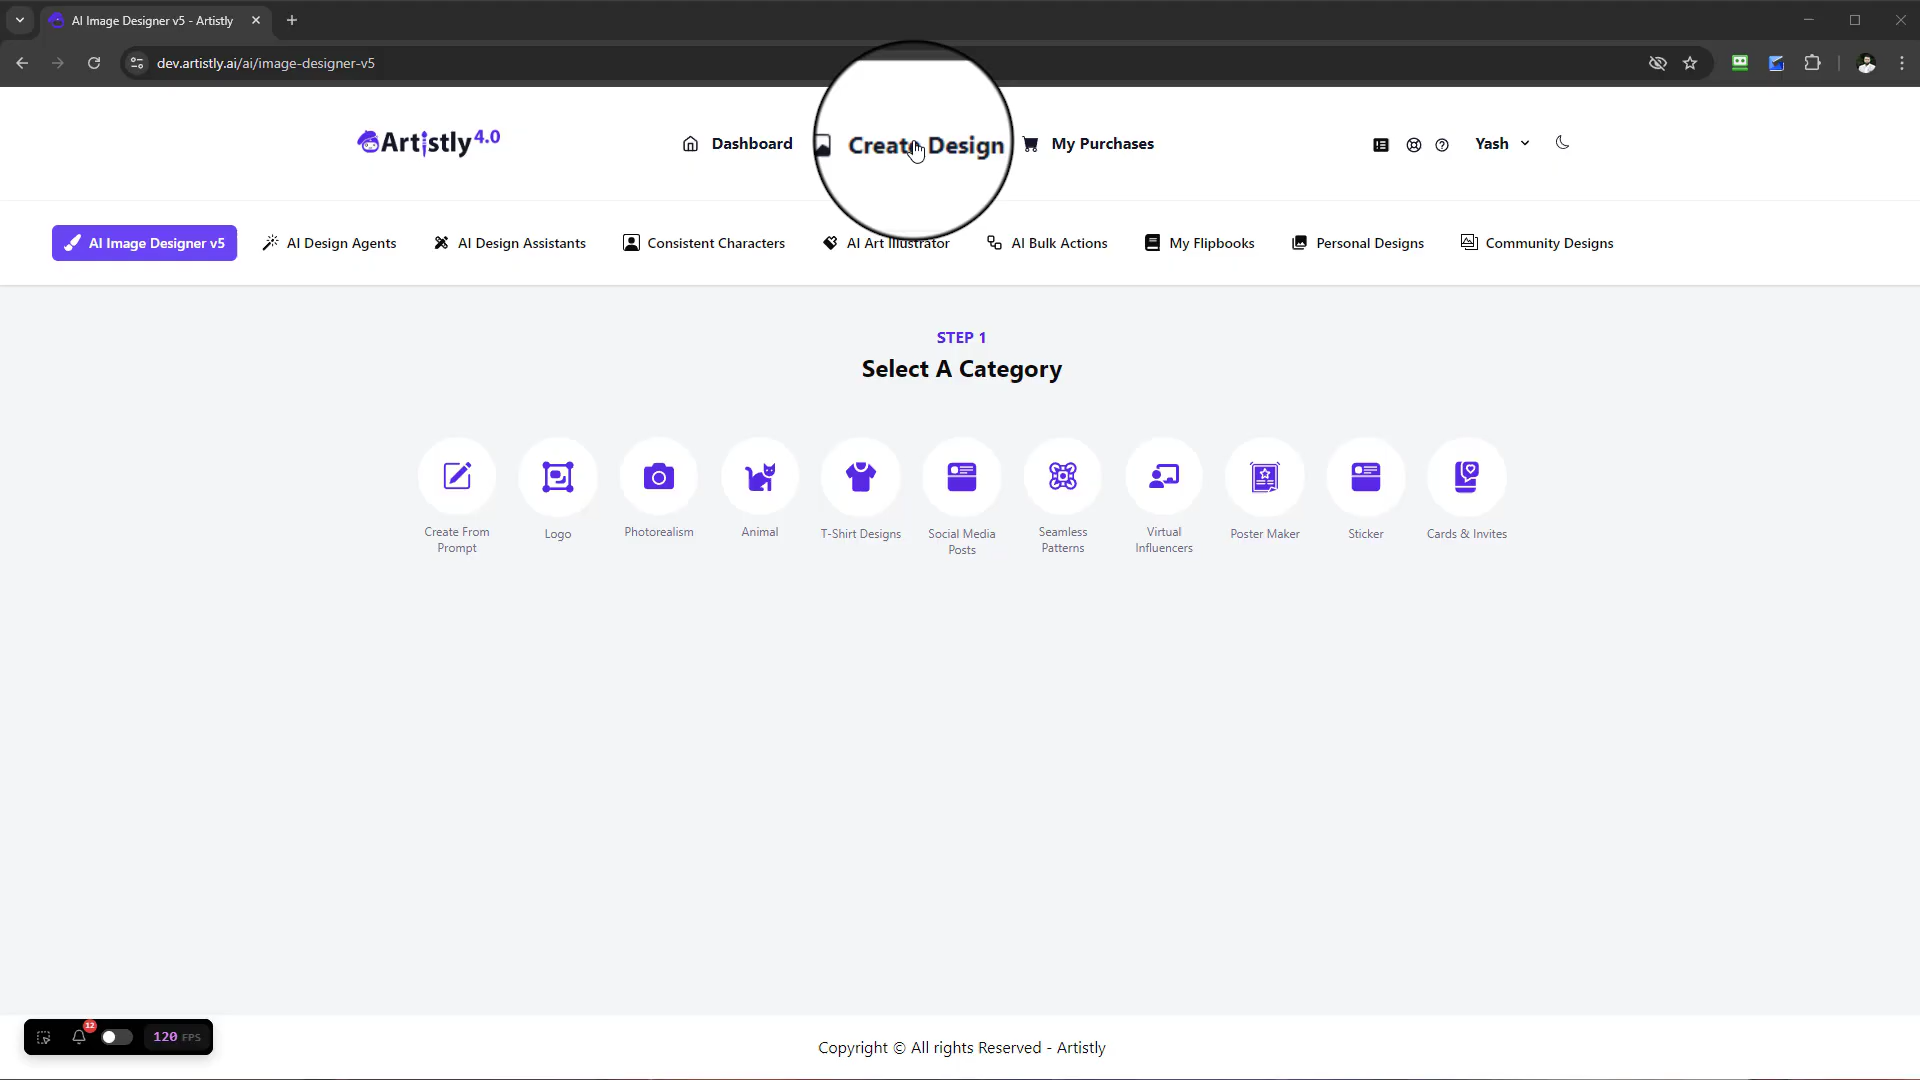 AI Image Designer v5 - Artistly
dev.artistly.ai/ai/image-designer-v5
Artistly 4.0
Dashboard
Create Design
My Purchases
Yash
AI Image Designer v5
AI Design Agents
AI Design Assistants
Consistent Characters
AI Art Illustrator
AI Bulk Actions
My Flipbooks
Personal Designs
Community Designs
STEP 1
Select A Category
Create From
Prompt
Logo
Photorealism
Animal
T-Shirt Designs
Social Media
Posts
Seamless
Patterns
Virtual
Influencers
Poster Maker
Sticker
Cards & Invites
12
120 FPS
Copyright © All rights Reserved - Artistly